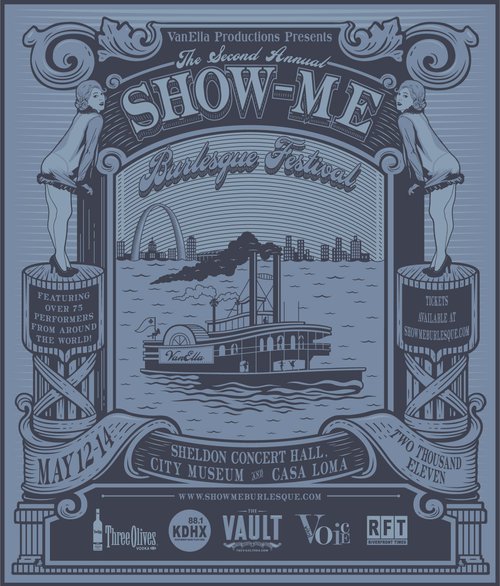 VanElla Productions Presents
The Second Annual
SHOW-ME
Burlesque Festival
FEATURING
OVER 75
PERFORMERS
FROM AROUND
THE WORLD!
TICKETS
AVAILABLE AT
SHOWMEBURLESQUE.COM
VanElla
MAY 12-14
SHELDON CONCERT HALL,
CITY MUSEUM AND CASA LOMA
TWO THOUSAND
ELEVEN
WWW.SHOWMEBURLESQUE.COM
Three Olives
VODKA
88.1
KDHX
THE
VAULT
Voice
RFT
RIVERFRONT TIMES